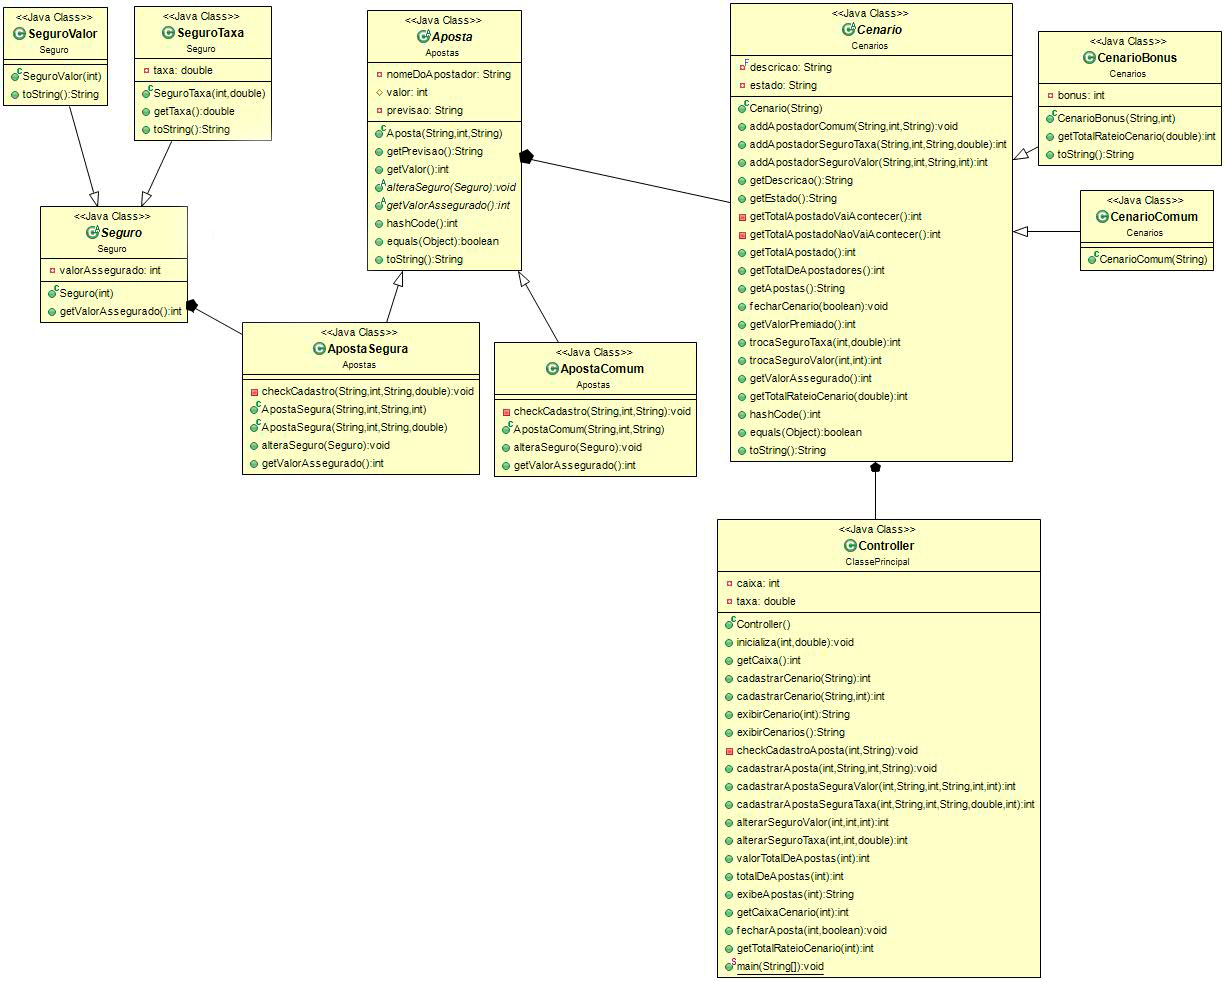 <<Java Class>>
SeguroValor
Seguro
SeguroValor(int)
toString():String
<<Java Class>>
SeguroTaxa
Seguro
taxa: double
SeguroTaxa(int,double)
getTaxa():double
toString():String
<<Java Class>>
Seguro
Seguro
valorAssegurado: int
Seguro(int)
getValorAssegurado():int
<<Java Class>>
Aposta
Apostas
nomeDoApostador: String
valor: int
previsao: String
Aposta(String,int,String)
getPrevisao():String
getValor():int
alteraSeguro(Seguro):void
getValorAssegurado():int
hashCode():int
equals(Object):boolean
toString():String
<<Java Class>>
ApostaSegura
Apostas
checkCadastro(String,int,String,double):void
ApostaSegura(String,int,String,int)
ApostaSegura(String,int,String,double)
alteraSeguro(Seguro):void
getValorAssegurado():int
<<Java Class>>
ApostaComum
Apostas
checkCadastro(String,int,String):void
ApostaComum(String,int,String)
alteraSeguro(Seguro):void
getValorAssegurado():int
<<Java Class>>
Cenario
Cenarios
descricao: String
estado: String
Cenario(String)
addApostadorComum(String,int,String):void
addApostadorSeguroTaxa(String,int,String,double):int
addApostadorSeguroValor(String,int,String,int):int
getDescricao():String
getEstado():String
getTotalApostadoVaiAcontecer():int
getTotalApostadoNaoVaiAcontecer():int
getTotalApostado():int
getTotalDeApostadores():int
getApostas():String
fecharCenario(boolean):void
getValorPremiado():int
trocaSeguroTaxa(int,double):int
trocaSeguroValor(int,int):int
getValorAssegurado():int
getTotalRateioCenario(double):int
hashCode():int
equals(Object):boolean
toString():String
<<Java Class>>
CenarioBonus
Cenarios
bonus: int
CenarioBonus(String,int)
getTotalRateioCenario(double):int
toString():String
<<Java Class>>
CenarioComum
Cenarios
CenarioComum(String)
<<Java Class>>
Controller
ClassePrincipal
caixa: int
taxa: double
Controller()
inicializa(int,double):void
getCaixa():int
cadastrarCenario(String):int
cadastrarCenario(String,int):int
exibirCenario(int):String
exibirCenarios():String
checkCadastroAposta(int,String):void
cadastrarAposta(int,String,int,String):void
cadastrarApostaSeguraValor(int,String,int,String,int,int):int
cadastrarApostaSeguraTaxa(int,String,int,String,double,int):int
alterarSeguroValor(int,int,int):int
alterarSeguroTaxa(int,int,double):int
valorTotalDeApostas(int):int
totalDeApostas(int):int
exibeApostas(int):String
getCaixaCenario(int):int
fecharAposta(int,boolean):void
getTotalRateioCenario(int):int
main(String[]):void